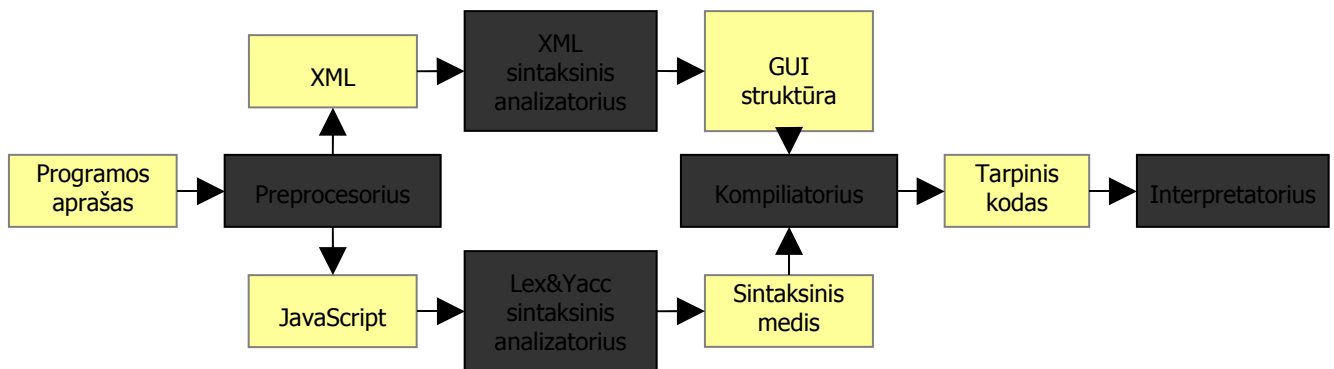 XML
XML
sintaksinis
analizatorius
GUI
struktūra
Programos
aprašas
Preprocesorius
Kompiliatorius
Tarpinis
kodas
Interpretatorius
JavaScript
Lex&Yacc
sintaksinis
analizatorius
Sintaksinis
medis